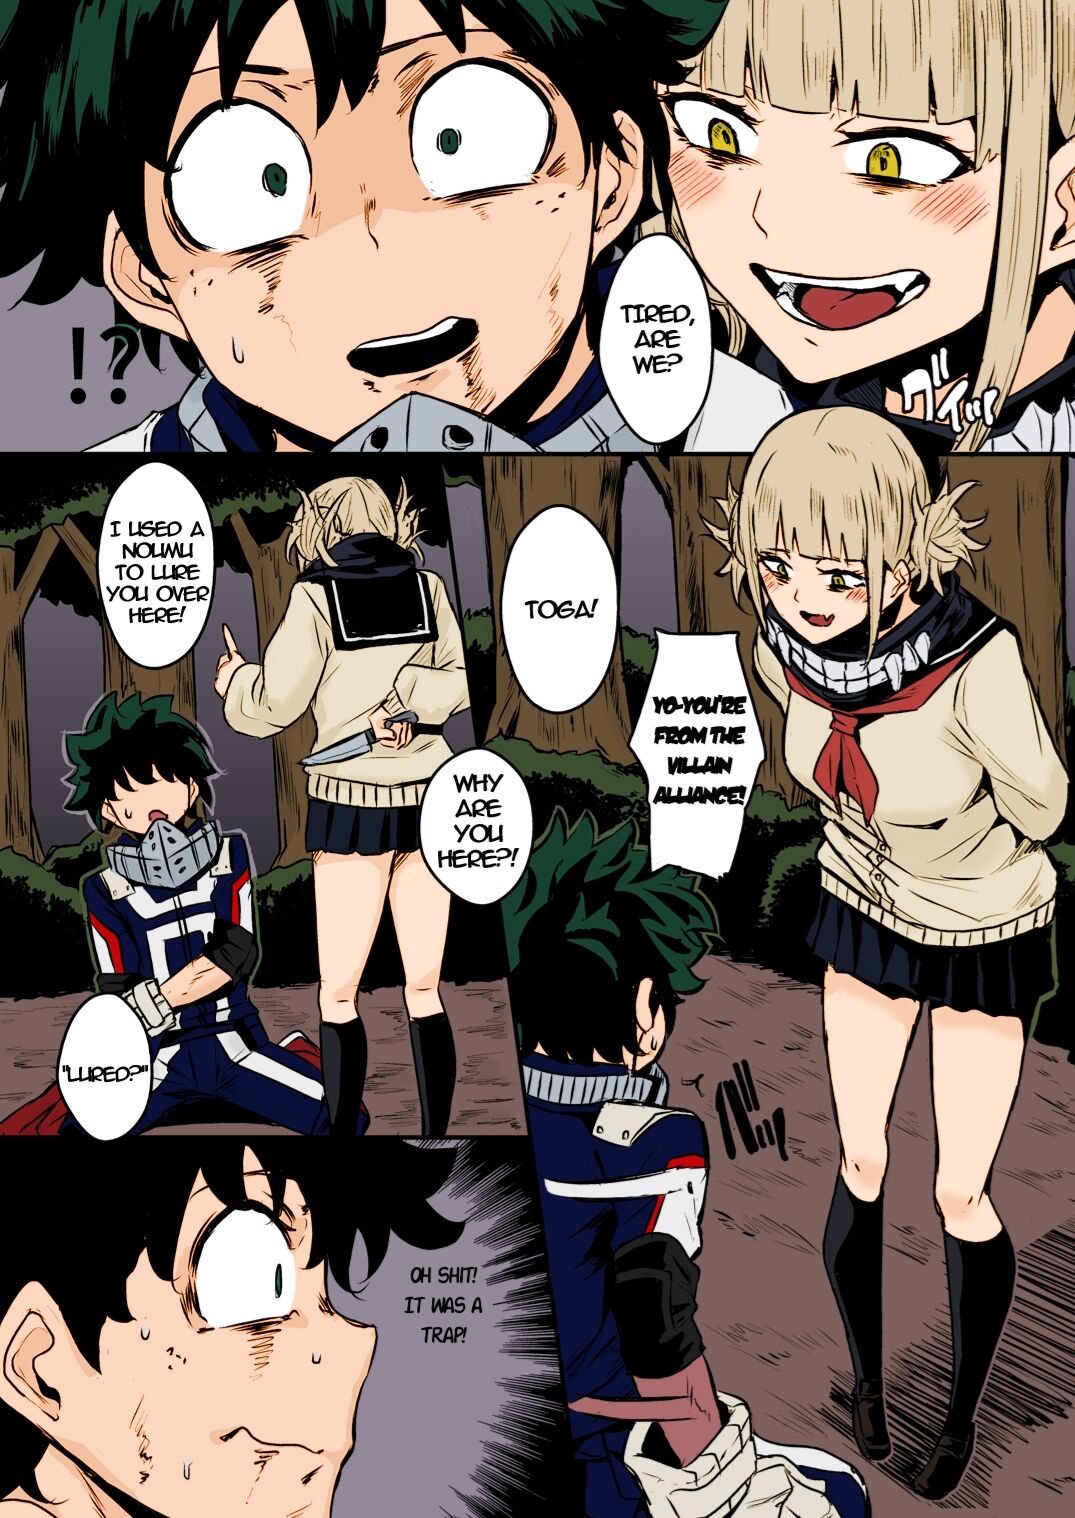 !?
TIRED,
ARE
WE?
グイッ
TOGA!
YO-YOU'RE
FROM THE
VILLAIN
ALLIANCE!
I USED A
NOUMU
TO LURE
YOU OVER
HERE!
WHY
ARE
YOU
HERE?!
"LURED?"
OH SHIT!
IT WAS A
TRAP!